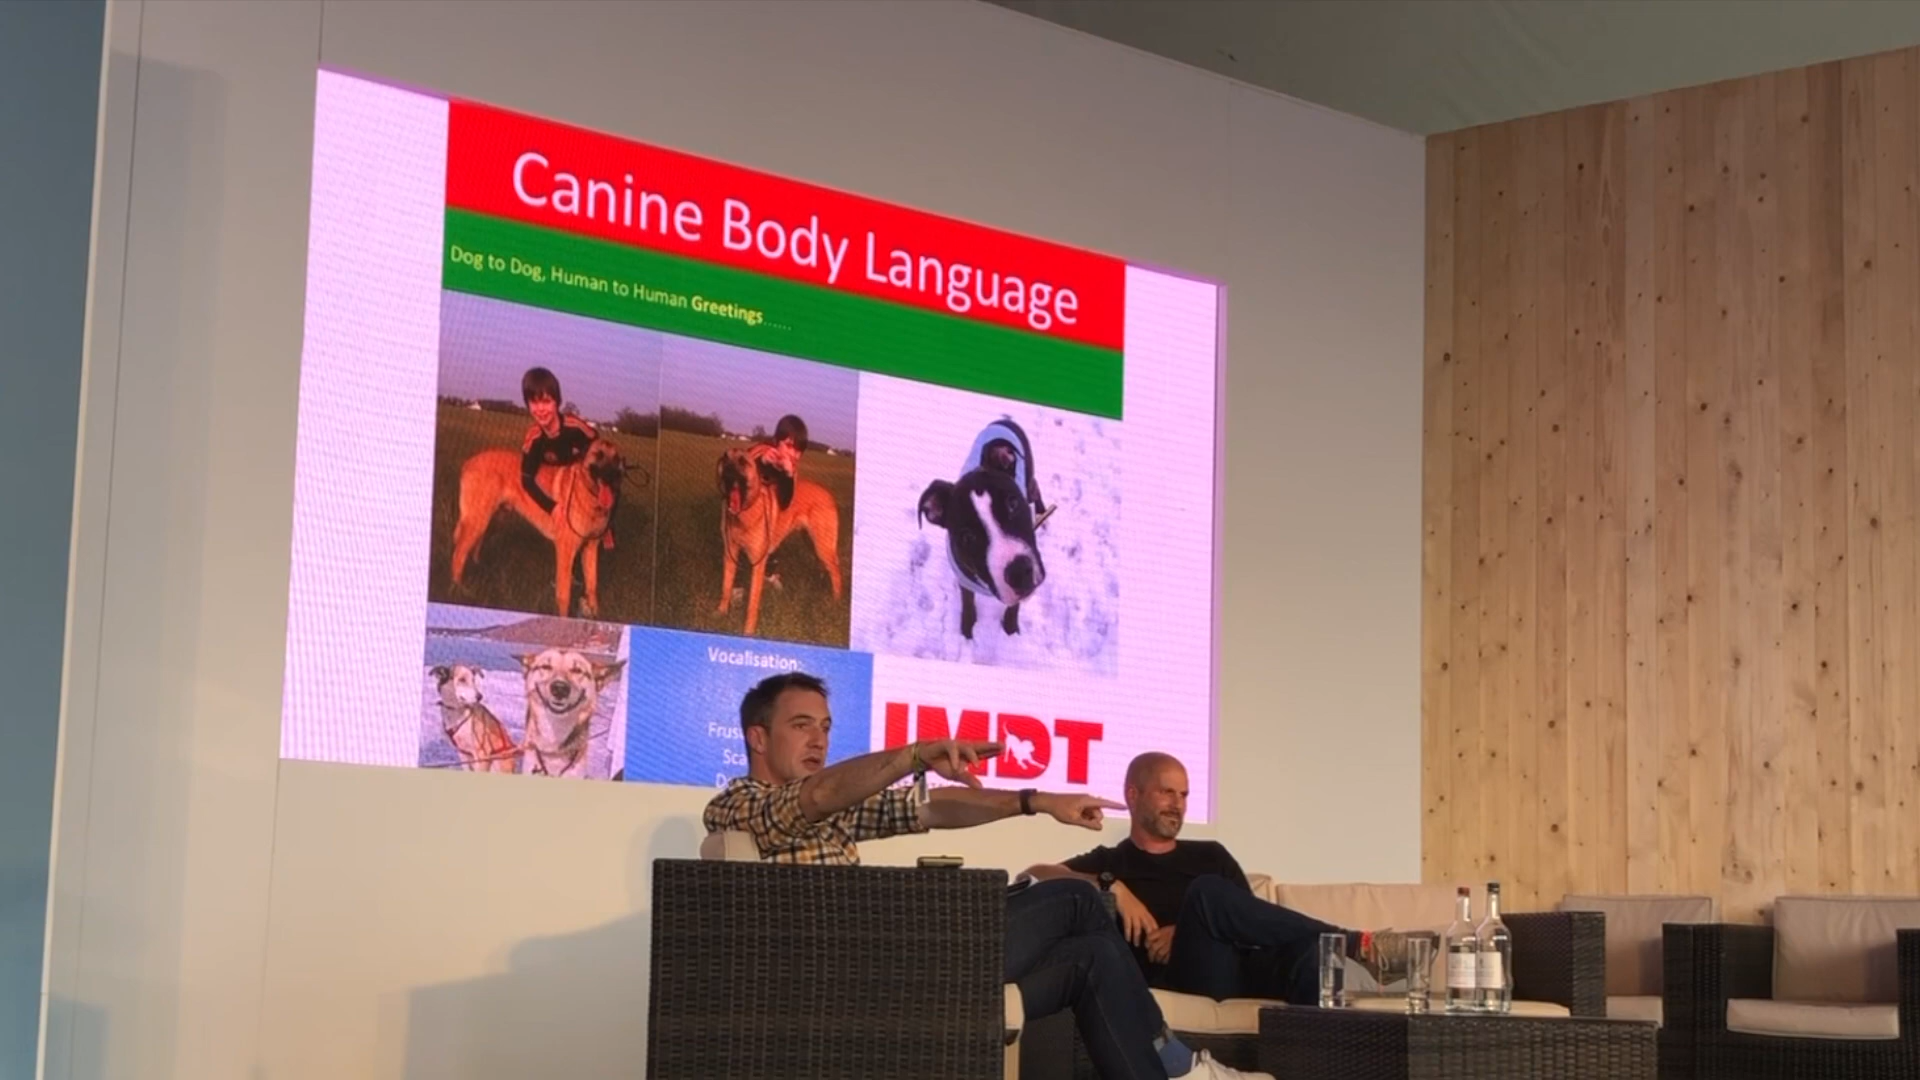 Canine Body Language
Dog to Dog, Human to Human Greetings......
Vocalisation:
IMDT